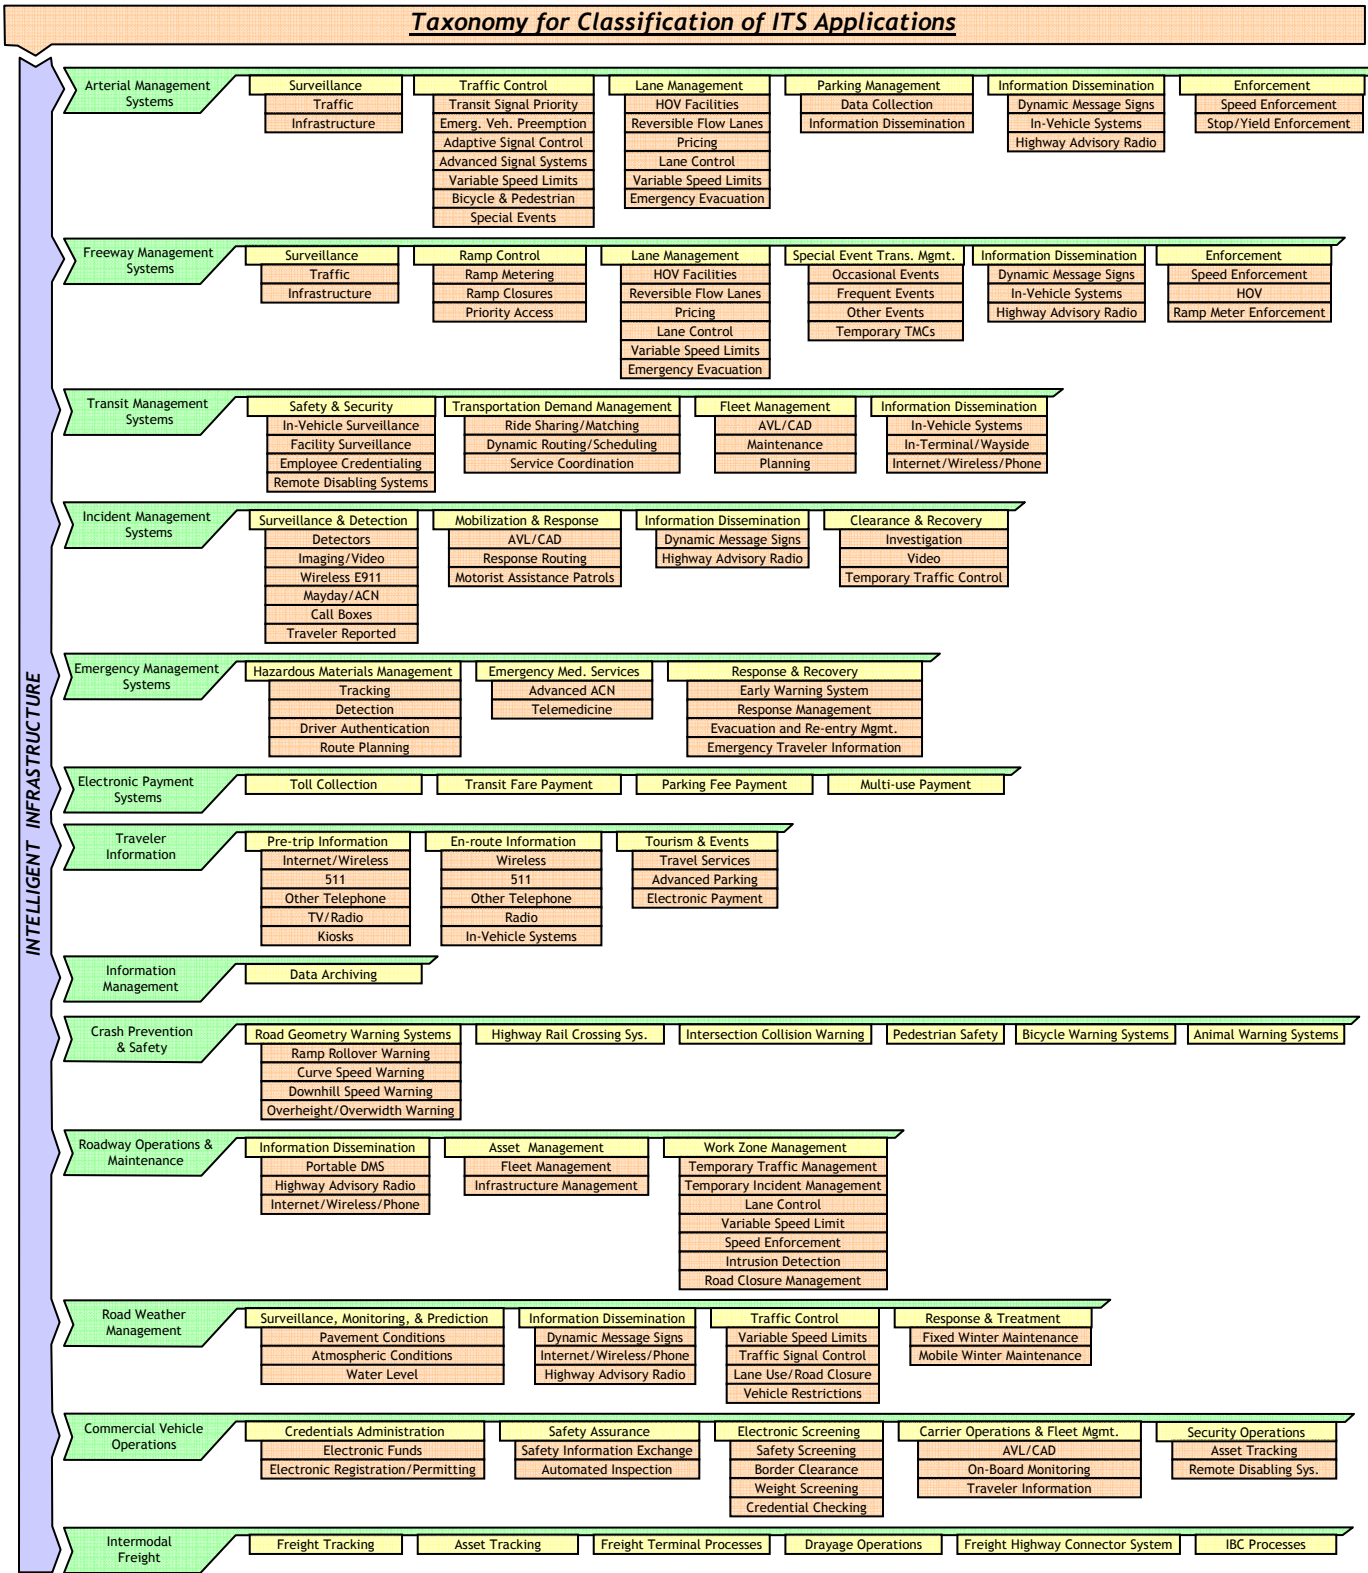 Taxonomy for Classification of ITS Applications
INTELLIGENT INFRASTRUCTURE
Arterial Management
Systems
Surveillance
Traffic
Infrastructure
Traffic Control
Transit Signal Priority
Emerg. Veh. Preemption
Adaptive Signal Control
Advanced Signal Systems
Variable Speed Limits
Bicycle & Pedestrian
Special Events
Lane Management
HOV Facilities
Reversible Flow Lanes
Pricing
Lane Control
Variable Speed Limits
Emergency Evacuation
Parking Management
Data Collection
Information Dissemination
Information Dissemination
Dynamic Message Signs
In-Vehicle Systems
Highway Advisory Radio
Enforcement
Speed Enforcement
Stop/Yield Enforcement
Freeway Management
Systems
Surveillance
Traffic
Infrastructure
Ramp Control
Ramp Metering
Ramp Closures
Priority Access
Lane Management
HOV Facilities
Reversible Flow Lanes
Pricing
Lane Control
Variable Speed Limits
Emergency Evacuation
Special Event Trans. Mgmt.
Occasional Events
Frequent Events
Other Events
Temporary TMCs
Information Dissemination
Dynamic Message Signs
In-Vehicle Systems
Highway Advisory Radio
Enforcement
Speed Enforcement
HOV
Ramp Meter Enforcement
Transit Management
Systems
Safety & Security
In-Vehicle Surveillance
Facility Surveillance
Employee Credentialing
Remote Disabling Systems
Transportation Demand Management
Ride Sharing/Matching
Dynamic Routing/Scheduling
Service Coordination
Fleet Management
AVL/CAD
Maintenance
Planning
Information Dissemination
In-Vehicle Systems
In-Terminal/Wayside
Internet/Wireless/Phone
Incident Management
Systems
Surveillance & Detection
Detectors
Imaging/Video
Wireless E911
Mayday/ACN
Call Boxes
Traveler Reported
Mobilization & Response
AVL/CAD
Response Routing
Motorist Assistance Patrols
Information Dissemination
Dynamic Message Signs
Highway Advisory Radio
Clearance & Recovery
Investigation
Video
Temporary Traffic Control
Emergency Management
Systems
Hazardous Materials Management
Tracking
Detection
Driver Authentication
Route Planning
Emergency Med. Services
Advanced ACN
Telemedicine
Response & Recovery
Early Warning System
Response Management
Evacuation and Re-entry Mgmt.
Emergency Traveler Information
Electronic Payment
Systems
Toll Collection
Transit Fare Payment
Parking Fee Payment
Multi-use Payment
Traveler
Information
Pre-trip Information
Internet/Wireless
511
Other Telephone
TV/Radio
Kiosks
En-route Information
Wireless
511
Other Telephone
Radio
In-Vehicle Systems
Tourism & Events
Travel Services
Advanced Parking
Electronic Payment
Information
Management
Data Archiving
Crash Prevention
& Safety
Road Geometry Warning Systems
Ramp Rollover Warning
Curve Speed Warning
Downhill Speed Warning
Overheight/Overwidth Warning
Highway Rail Crossing Sys.
Intersection Collision Warning
Pedestrian Safety
Bicycle Warning Systems
Animal Warning Systems
Roadway Operations &
Maintenance
Information Dissemination
Portable DMS
Highway Advisory Radio
Internet/Wireless/Phone
Asset Management
Fleet Management
Infrastructure Management
Work Zone Management
Temporary Traffic Management
Temporary Incident Management
Lane Control
Variable Speed Limit
Speed Enforcement
Intrusion Detection
Road Closure Management
Road Weather
Management
Surveillance, Monitoring, & Prediction
Pavement Conditions
Atmospheric Conditions
Water Level
Information Dissemination
Dynamic Message Signs
Internet/Wireless/Phone
Highway Advisory Radio
Traffic Control
Variable Speed Limits
Traffic Signal Control
Lane Use/Road Closure
Vehicle Restrictions
Response & Treatment
Fixed Winter Maintenance
Mobile Winter Maintenance
Commercial Vehicle
Operations
Credentials Administration
Electronic Funds
Electronic Registration/Permitting
Safety Assurance
Safety Information Exchange
Automated Inspection
Electronic Screening
Safety Screening
Border Clearance
Weight Screening
Credential Checking
Carrier Operations & Fleet Mgmt.
AVL/CAD
On-Board Monitoring
Traveler Information
Security Operations
Asset Tracking
Remote Disabling Sys.
Intermodal
Freight
Freight Tracking
Asset Tracking
Freight Terminal Processes
Drayage Operations
Freight Highway Connector System
IBC Processes